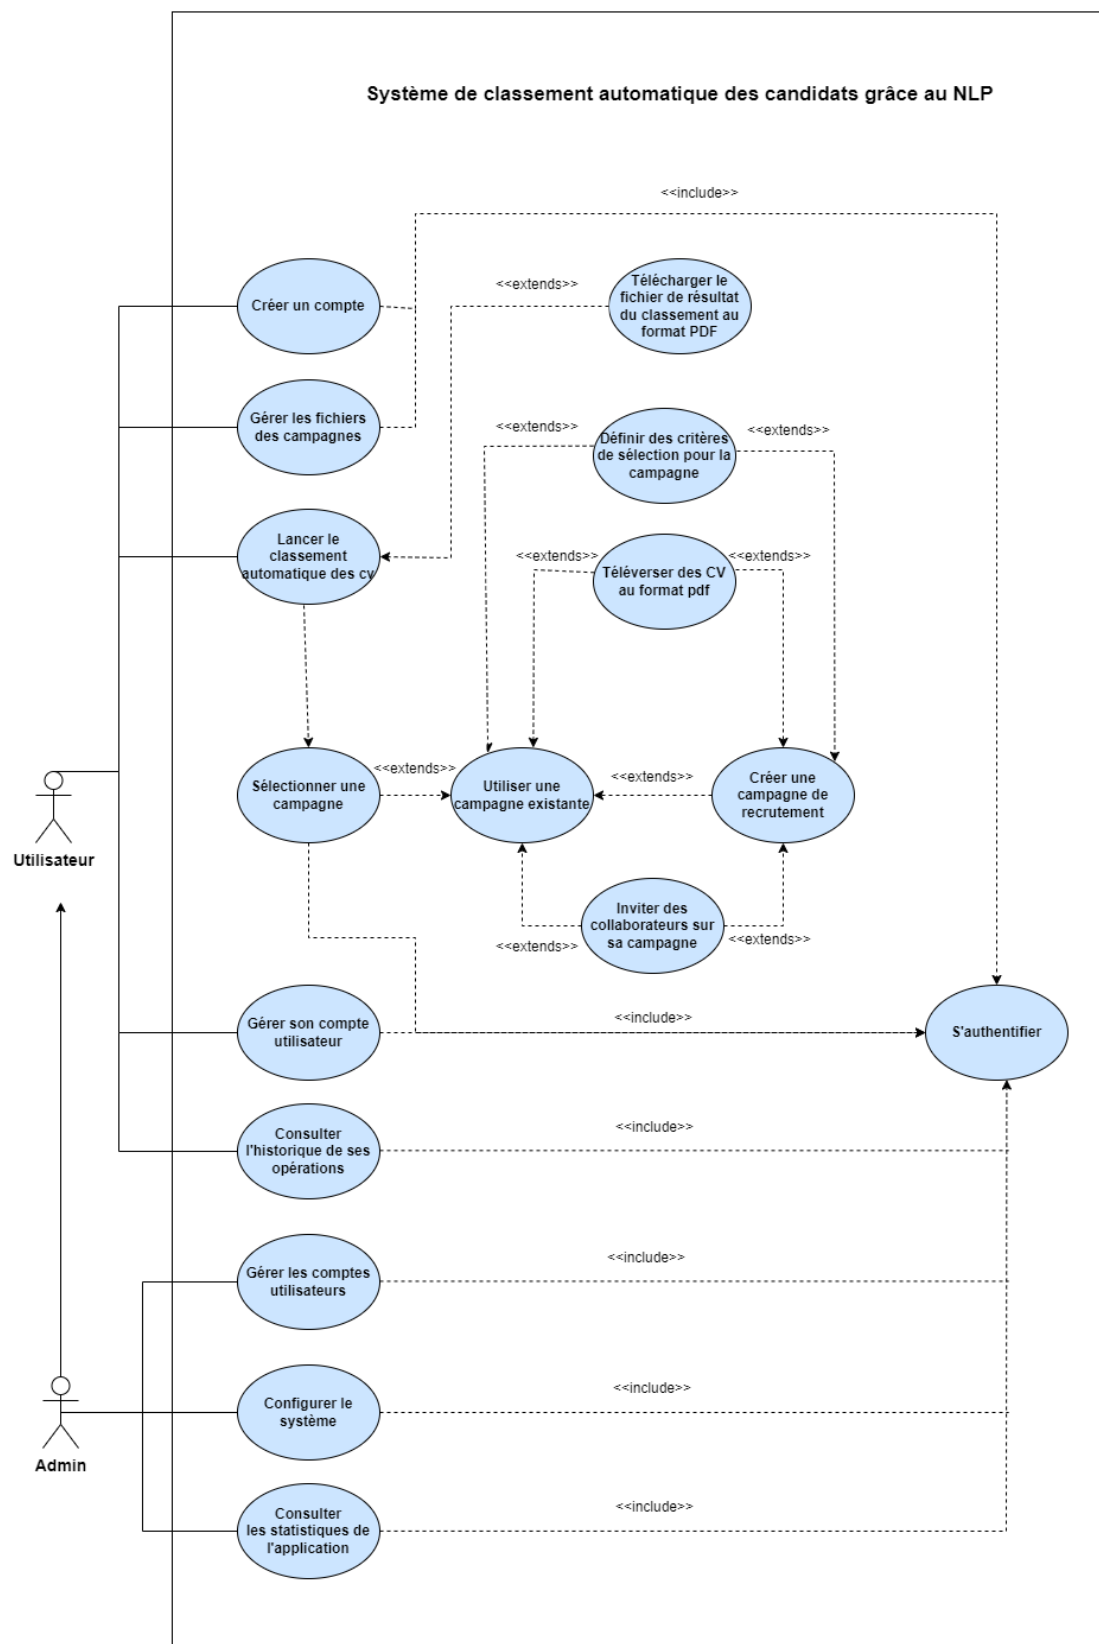 Système de classement automatique des candidats grâce au NLP
<<include>>
Créer un compte
<<extends>>
Télécharger le
fichier de résultat
du classement au
format PDF
Gérer les fichiers
des campagnes
<<extends>>
Définir des critères
de sélection pour la
campagne
<<extends>>
Lancer le
classement
automatique des cv
<<extends>>
Téléverser des CV
au format pdf
<<extends>>
Sélectionner une
campagne
<<extends>>
Utiliser une
campagne existante
<<extends>>
Créer une
campagne de
recrutement
Utilisateur
Inviter des
collaborateurs sur
sa campagne
<<extends>>
<<extends>>
Gérer son compte
utilisateur
<<include>>
S'authentifier
Consulter
l'historique de ses
opérations
<<include>>
Gérer les comptes
utilisateurs
<<include>>
Configurer le
système
<<include>>
Admin
Consulter
les statistiques de
l'application
<<include>>